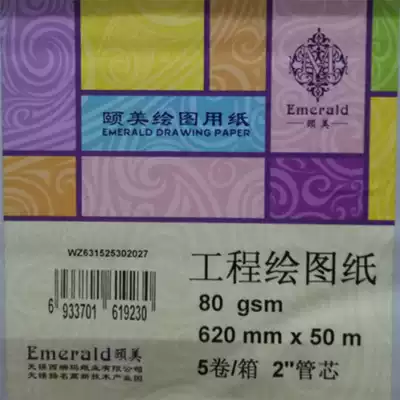 Emerald
颐美
颐美绘图用纸
EMERALD DRAWING PAPER
WZ631525302027
工程绘图纸
80 gsm
620 mm x 50 m
5卷/箱 2"管芯
6 933701 619230
Emerald 颐美